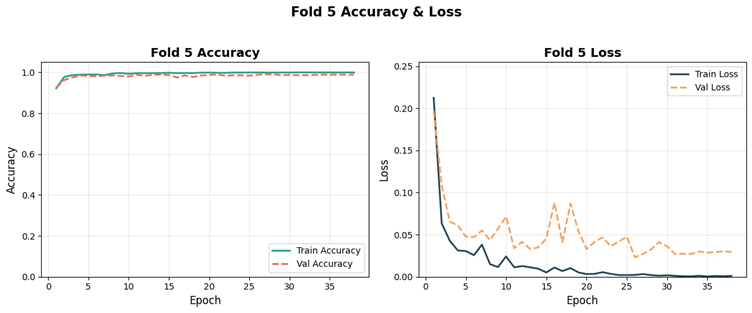 Fold 5 Accuracy & Loss
Fold 5 Accuracy
Accuracy
1.0
0.8
0.6
0.4
0.2
0.0
Train Accuracy
Val Accuracy
0 5 10 15 20 25 30 35
Epoch
Fold 5 Loss
Loss
0.25
0.20
0.15
0.10
0.05
0.00
Train Loss
Val Loss
0 5 10 15 20 25 30 35
Epoch